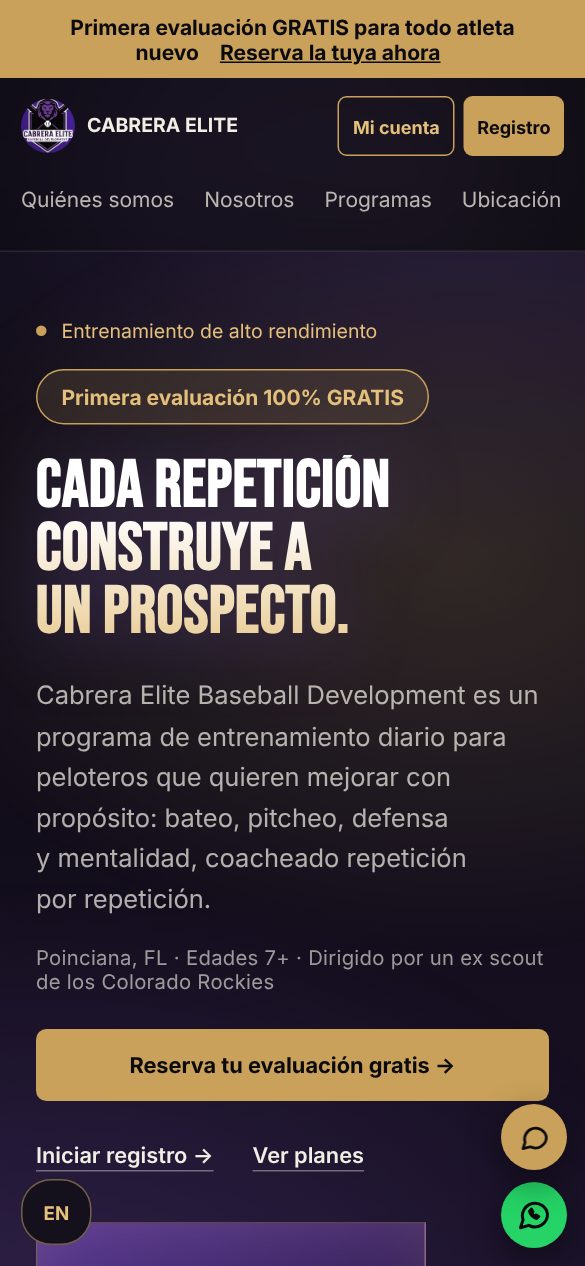 Primera evaluación GRATIS para todo atleta
nuevo Reserva la tuya ahora
CABRERA ELITE
CABRERA ELITE
Mi cuenta
Registro
Quiénes somos Nosotros Programas Ubicación
Entrenamiento de alto rendimiento
Primera evaluación 100% GRATIS
CADA REPETICIÓN
CONSTRUYE A
UN PROSPECTO.
Cabrera Elite Baseball Development es un
programa de entrenamiento diario para
peloteros que quieren mejorar con
propósito: bateo, pitcheo, defensa
y mentalidad, coacheado repetición
por repetición.
Poinciana, FL · Edades 7+ · Dirigido por un ex scout
de los Colorado Rockies
Reserva tu evaluación gratis →
Iniciar registro → Ver planes
EN